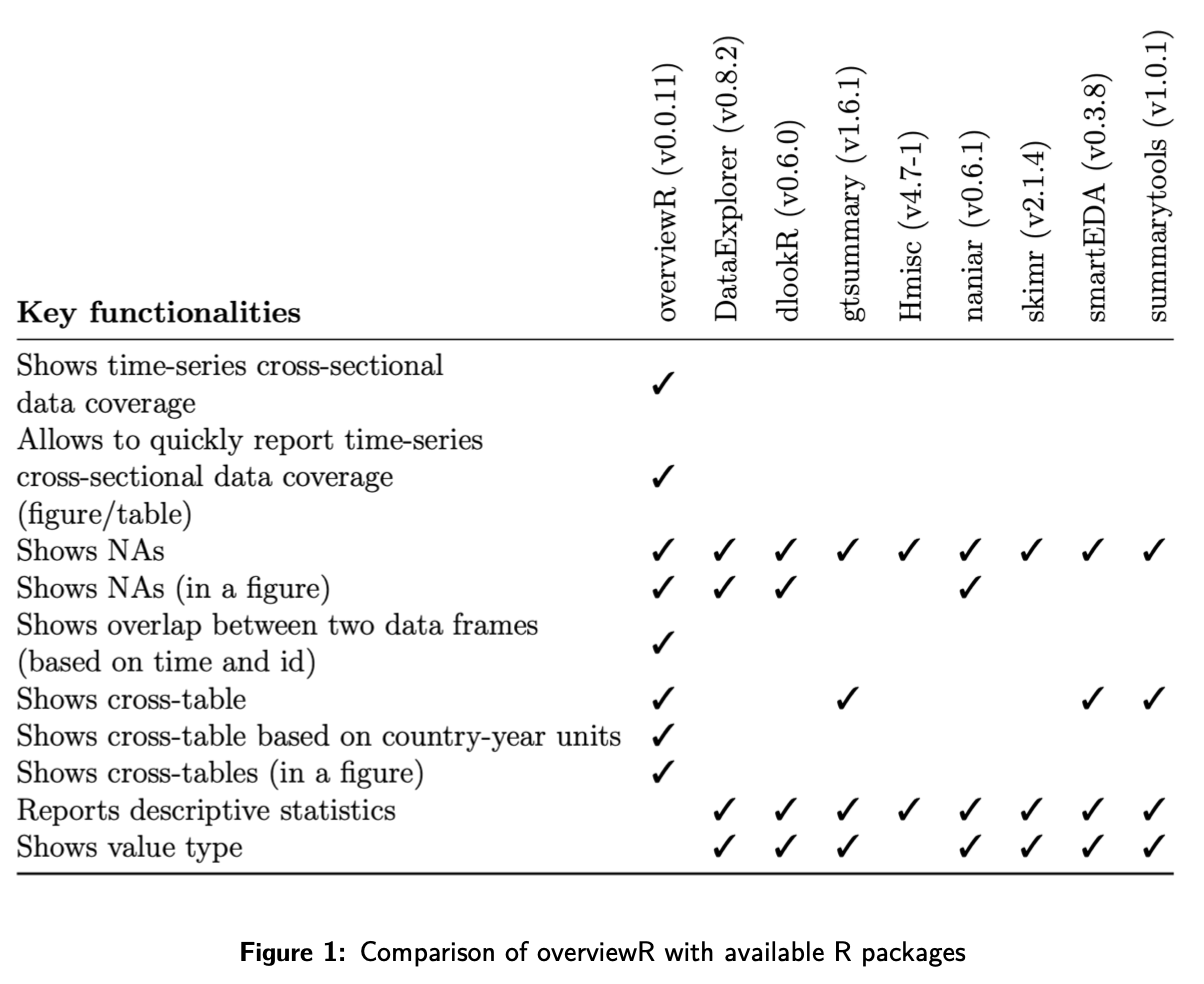 Key functionalities overviewR (v0.0.11) DataExplorer (v0.8.2) dlookR (v0.6.0) gtsummary (v1.6.1) Hmisc (v4.7-1) naniar (v0.6.1) skimr (v2.1.4) smartEDA (v0.3.8) summarytools (v1.0.1)
Shows time-series cross-sectional
data coverage ✓
Allows to quickly report time-series
cross-sectional data coverage ✓
(figure/table)
Shows NAs ✓ ✓ ✓ ✓ ✓ ✓ ✓ ✓ ✓
Shows NAs (in a figure) ✓ ✓ ✓ ✓
Shows overlap between two data frames
(based on time and id) ✓
Shows cross-table ✓ ✓ ✓ ✓
Shows cross-table based on country-year units ✓
Shows cross-tables (in a figure) ✓
Reports descriptive statistics ✓ ✓ ✓ ✓ ✓ ✓ ✓ ✓
Shows value type ✓ ✓ ✓ ✓ ✓ ✓ ✓
Figure 1: Comparison of overviewR with available R packages